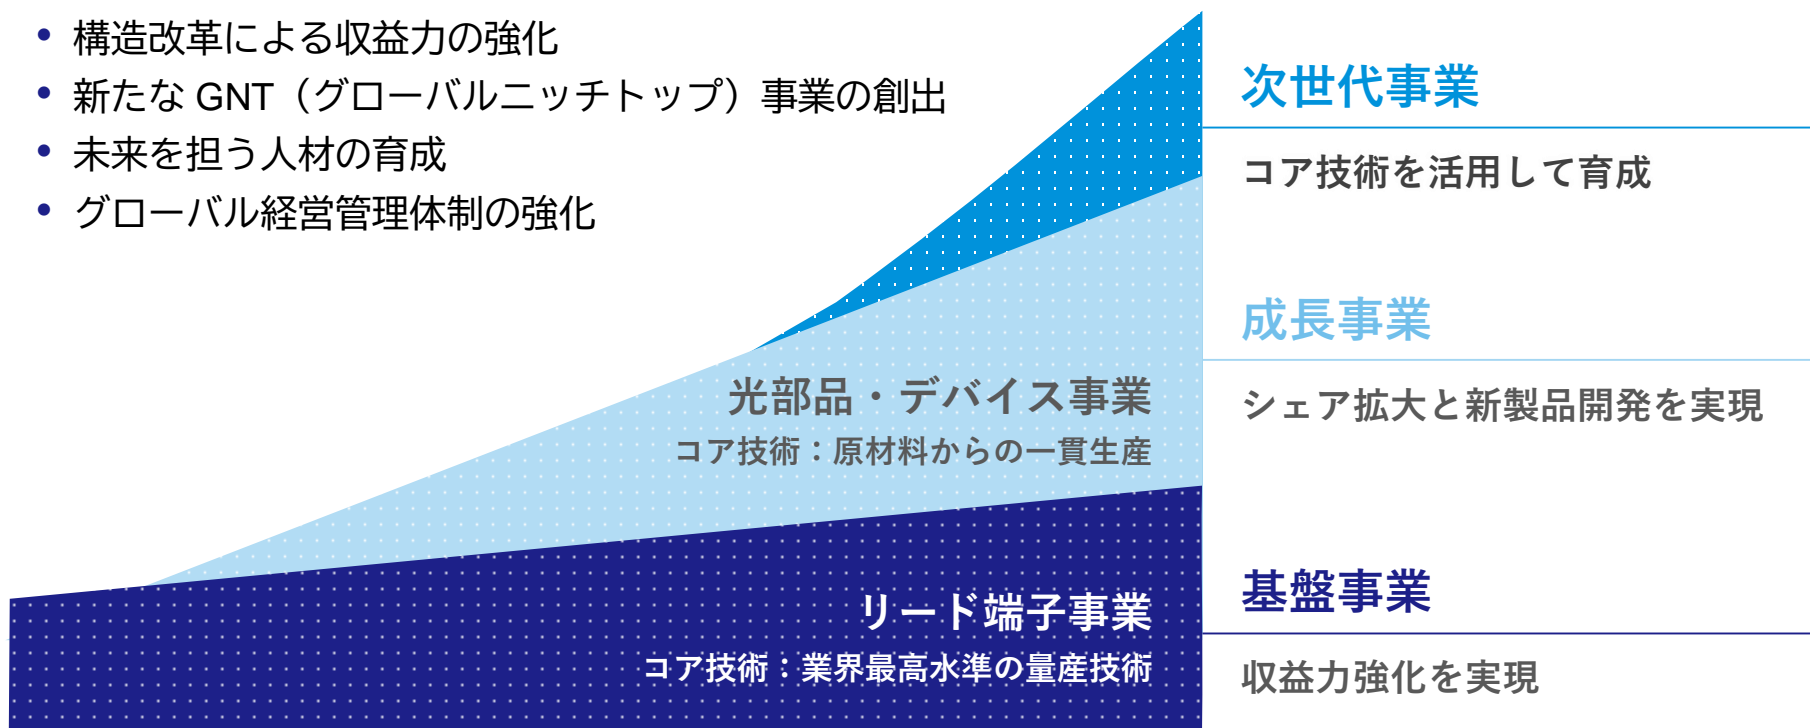 • 構造改革による収益力の強化
• 新たな GNT（グローバルニッチトップ）事業の創出
• 未来を担う人材の育成
• グローバル経営管理体制の強化
次世代事業
コア技術を活用して育成
成長事業
シェア拡大と新製品開発を実現
光部品・デバイス事業
コア技術：原材料からの一貫生産
基盤事業
収益力強化を実現
リード端子事業
コア技術：業界最高水準の量産技術